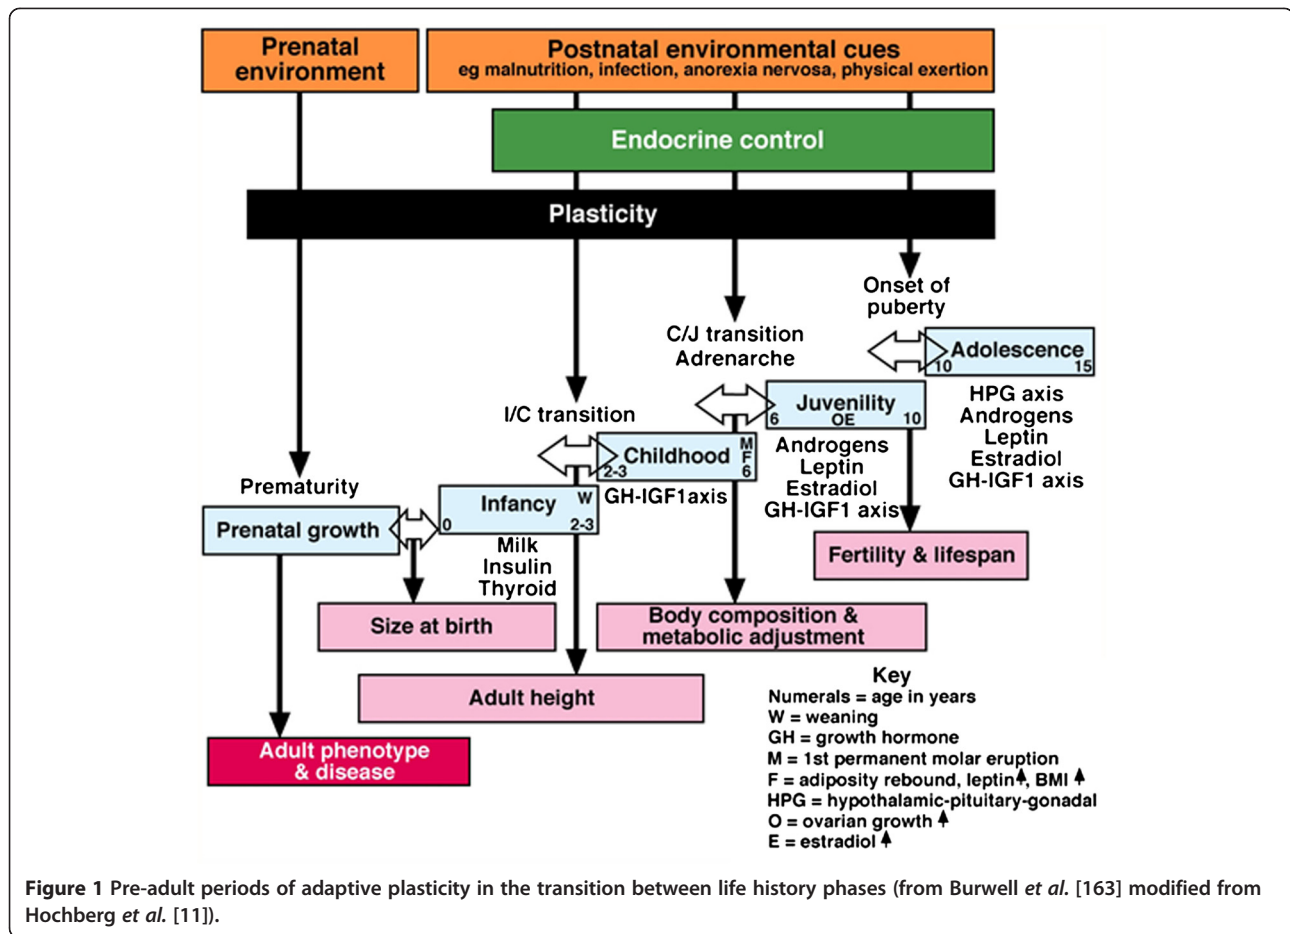 Prenatal
environment
Postnatal environmental cues
eg malnutrition, infection, anorexia nervosa, physical exertion
Endocrine control
Plasticity
Onset of
puberty
C/J transition
Adrenarche
Adolescence
10
15
HPG axis
Androgens
Leptin
Estradiol
GH-IGF1 axis
Juvenility
6
OE
10
Androgens
Leptin
Estradiol
GH-IGF1 axis
I/C transition
Childhood
2-3
M
F
6
GH-IGF1axis
Prematurity
Prenatal growth
Infancy
W
0
2-3
Milk
Insulin
Thyroid
Fertility & lifespan
Size at birth
Body composition &
metabolic adjustment
Adult height
Adult phenotype
& disease
Key
Numerals = age in years
W = weaning
GH = growth hormone
M = 1st permanent molar eruption
F = adiposity rebound, leptin, BMI
HPG = hypothalamic-pituitary-gonadal
O = ovarian growth
E = estradiol
Figure 1 Pre-adult periods of adaptive plasticity in the transition between life history phases (from Burwell et al. [163] modified from
Hochberg et al. [11]).